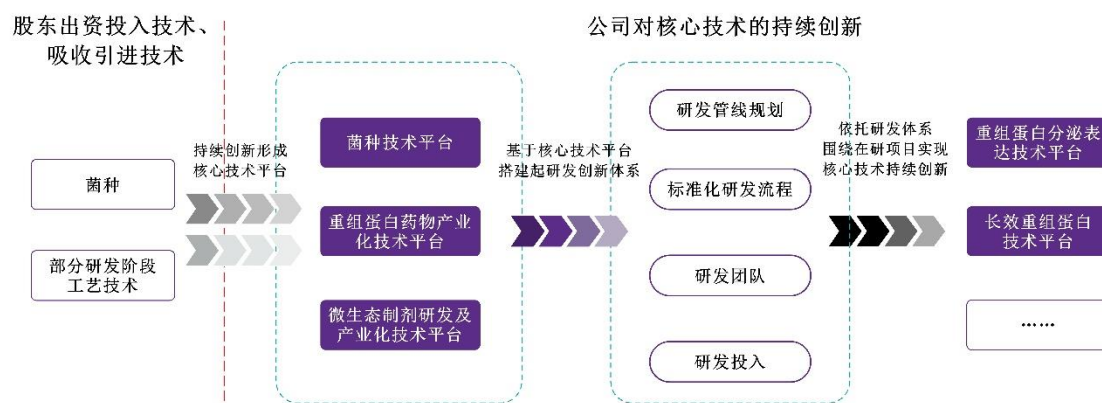 股东出资投入技术、
吸收引进技术
公司对核心技术的持续创新
菌种
部分研发阶段
工艺技术
持续创新形成
核心技术平台
菌种技术平台
重组蛋白药物产业
化技术平台
微生态制剂研发及
产业化技术平台
基于核心技术平台
搭建起研发创新体系
研发管线规划
标准化研发流程
研发团队
研发投入
依托研发体系
围绕在研项目实现
核心技术持续创新
重组蛋白分泌表
达技术平台
长效重组蛋白
技术平台
……